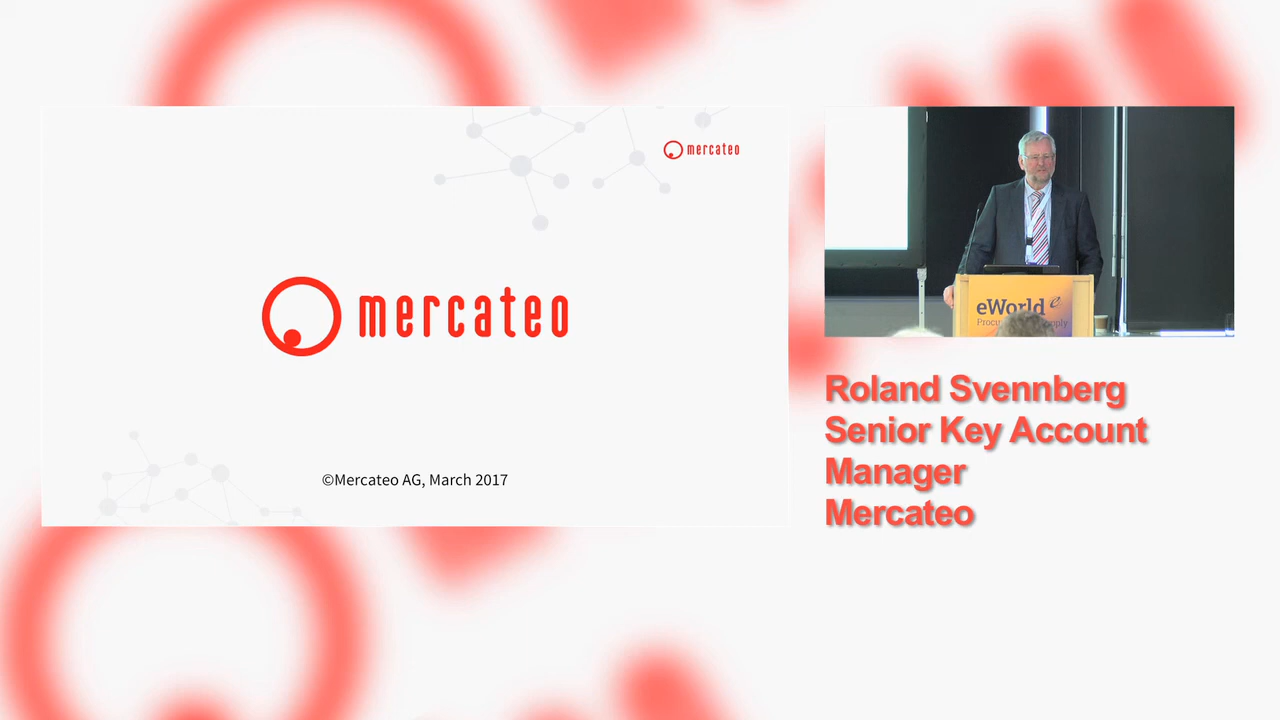 mercateo
mercateo
©Mercateo AG, March 2017
eWorld
Roland Svennberg
Senior Key Account
Manager
Mercateo